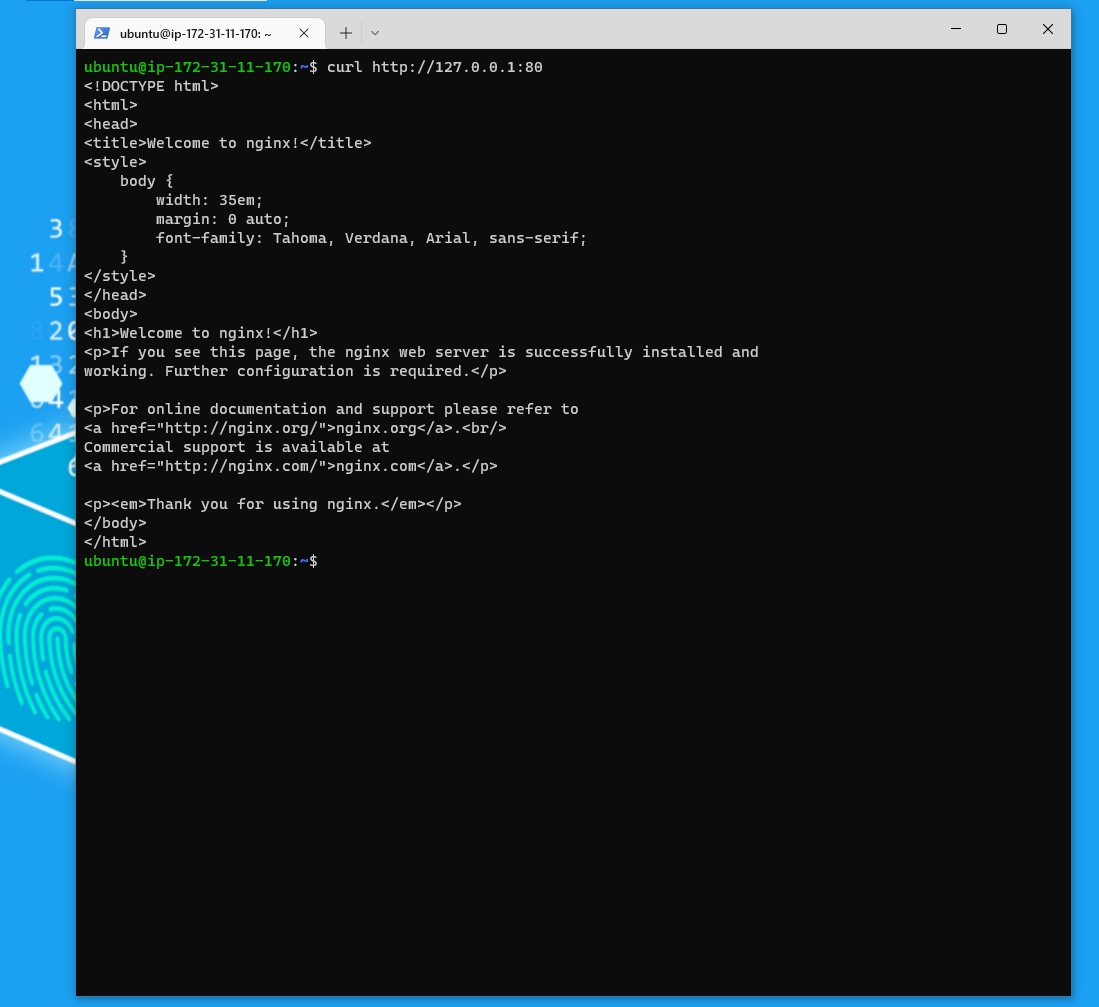 ubuntu@ip-172-31-11-170: ~
ubuntu@ip-172-31-11-170:~$ curl http://127.0.0.1:80
<!DOCTYPE html>
<html>
<head>
<title>Welcome to nginx!</title>
<style>
    body {
        width: 35em;
        margin: 0 auto;
        font-family: Tahoma, Verdana, Arial, sans-serif;
    }
</style>
</head>
<body>
<h1>Welcome to nginx!</h1>
<p>If you see this page, the nginx web server is successfully installed and
working. Further configuration is required.</p>

<p>For online documentation and support please refer to
<a href="http://nginx.org/">nginx.org</a>.<br/>
Commercial support is available at
<a href="http://nginx.com/">nginx.com</a>.</p>

<p><em>Thank you for using nginx.</em></p>
</body>
</html>
ubuntu@ip-172-31-11-170:~$